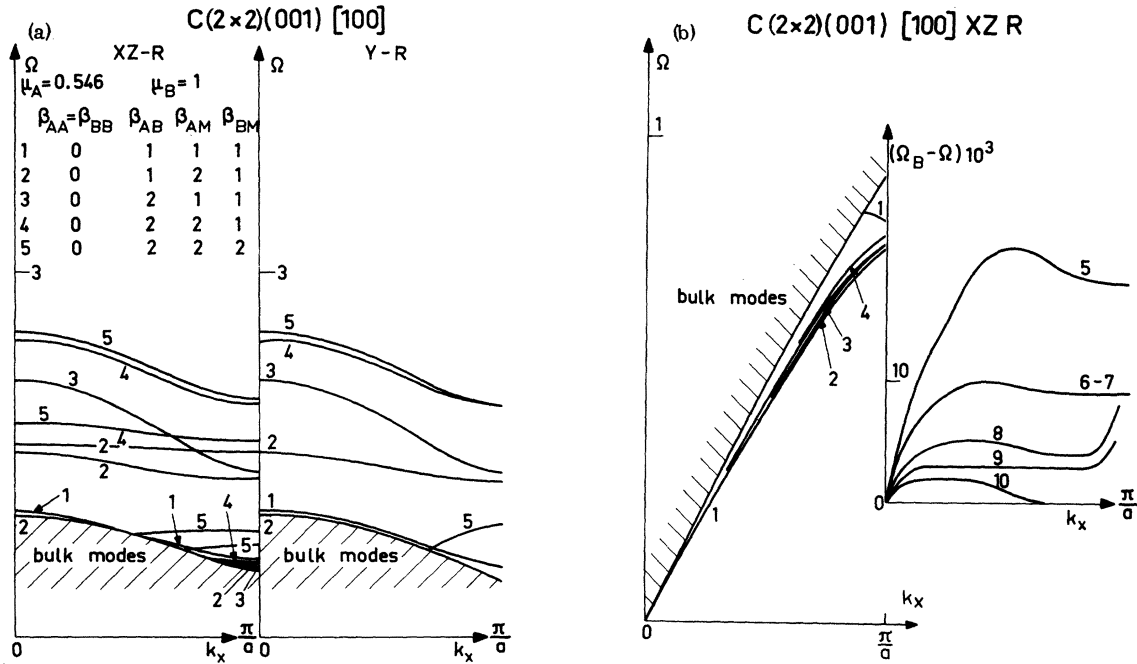 C(2×2)(001) [100]
(a)
XZ-R
Y-R
Ω
Ω
μA=0.546 μB=1
βAA=βBB βAB βAM βBM
1 0 1 1 1
2 0 1 2 1
3 0 2 1 1
4 0 2 2 1
5 0 2 2 2
3
3
5
4
3
5
4
2
2
1
2
1
4
5
5
bulk modes
2
3
0
kx
π/a
5
4
3
2
1
2
5
bulk modes
0
kx
π/a
(b)
C(2×2)(001) [100] XZ R
Ω
1
bulk modes
1
4
3
2
1
0
π/a
kx
(ΩB-Ω)10³
5
10
6-7
8
9
10
0
kx
π/a